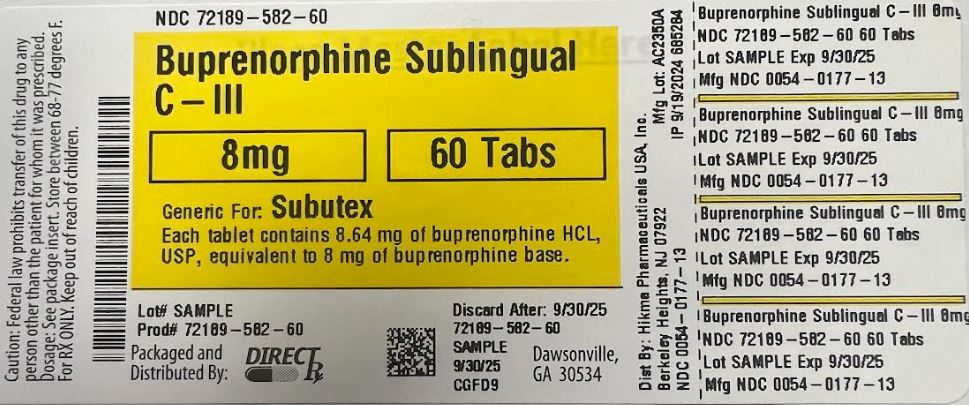 Caution: Federal law prohibits transfer of this drug to any
person other than the patient for whom it was prescribed.
Dosage: See package insert. Store between 68-77 degrees F.
For RX ONLY. Keep out of reach of children.
NDC 72189-582-60
Buprenorphine Sublingual
C-III
8mg
60 Tabs
Generic For: Subutex
Each tablet contains 8.64 mg of buprenorphine HCL,
USP, equivalent to 8 mg of buprenorphine base.
Lot# SAMPLE
Prod# 72189-582-60
Packaged and
Distributed By:
DIRECT Rx
Discard After: 9/30/25
72189-582-60
SAMPLE
9/30/25
CGFD9
Dawsonville,
GA 30534
Dist By: Hikma Pharmaceuticals USA, Inc.
Berkeley Heights, NJ 07922
NDC 0054-0177-13
Mfg Lot: AC2350A
IP 9/19/2024 685284
Buprenorphine Sublingual C-III 8mg
NDC 72189-582-60 60 Tabs
Lot SAMPLE Exp 9/30/25
Mfg NDC 0054-0177-13
Buprenorphine Sublingual C-III 8mg
NDC 72189-582-60 60 Tabs
Lot SAMPLE Exp 9/30/25
Mfg NDC 0054-0177-13
Buprenorphine Sublingual C-III 8mg
NDC 72189-582-60 60 Tabs
Lot SAMPLE Exp 9/30/25
Mfg NDC 0054-0177-13
Buprenorphine Sublingual C-III 8mg
NDC 72189-582-60 60 Tabs
Lot SAMPLE Exp 9/30/25
Mfg NDC 0054-0177-13